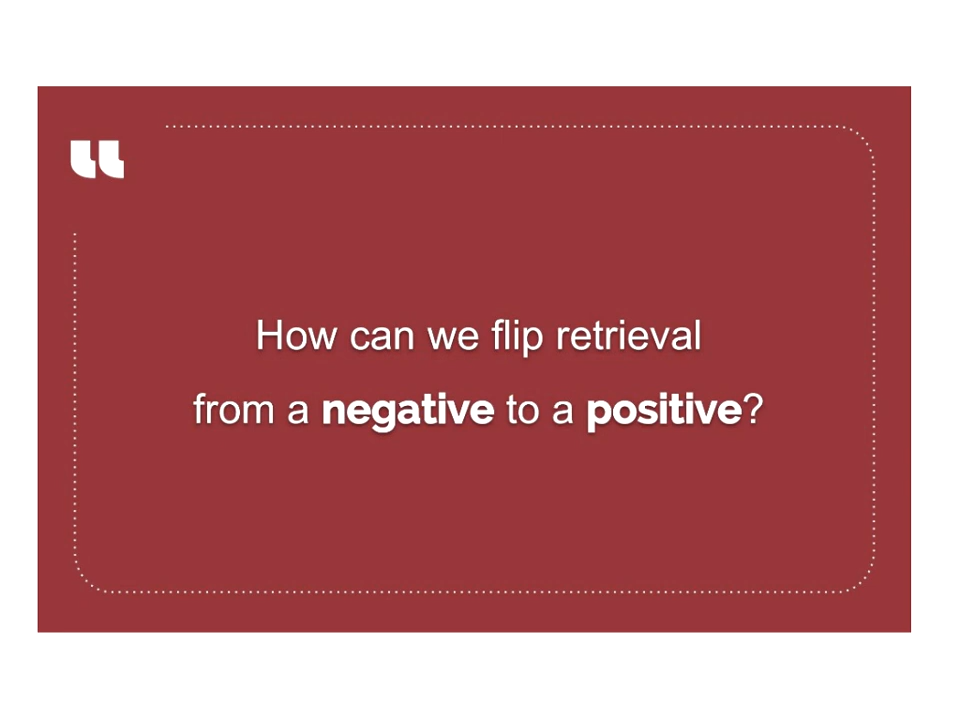 How can we flip retrieval
from a negative to a positive?